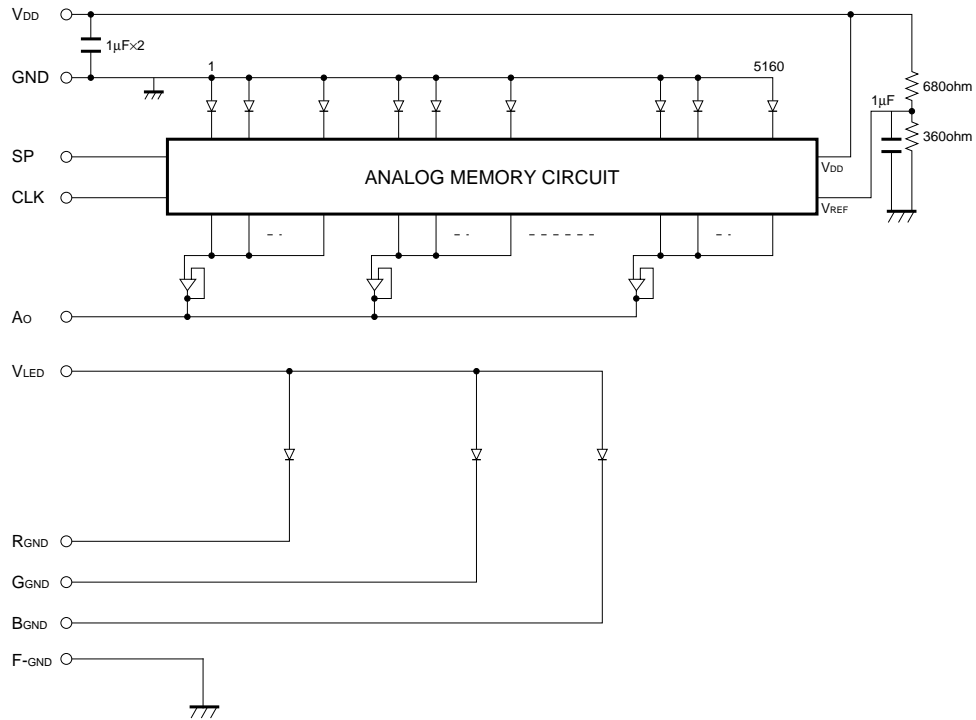 VDD
1μF×2
GND
1
5160
680ohm
1μF
360ohm
SP
ANALOG MEMORY CIRCUIT
VDD
CLK
VREF
AO
VLED
RGND
GGND
BGND
F-GND